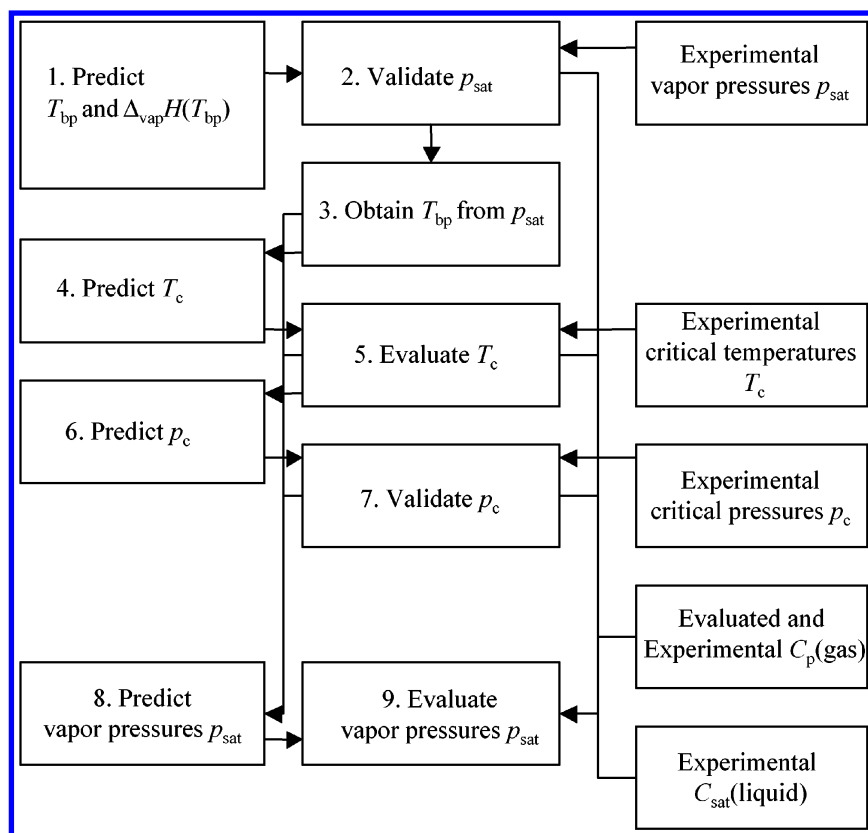 1. Predict
T_bp and Δ_vapH(T_bp)
2. Validate p_sat
Experimental
vapor pressures p_sat
3. Obtain T_bp from p_sat
4. Predict T_c
5. Evaluate T_c
Experimental
critical temperatures
T_c
6. Predict p_c
7. Validate p_c
Experimental
critical pressures p_c
Evaluated and
Experimental C_p(gas)
8. Predict
vapor pressures p_sat
9. Evaluate
vapor pressures p_sat
Experimental
C_sat(liquid)